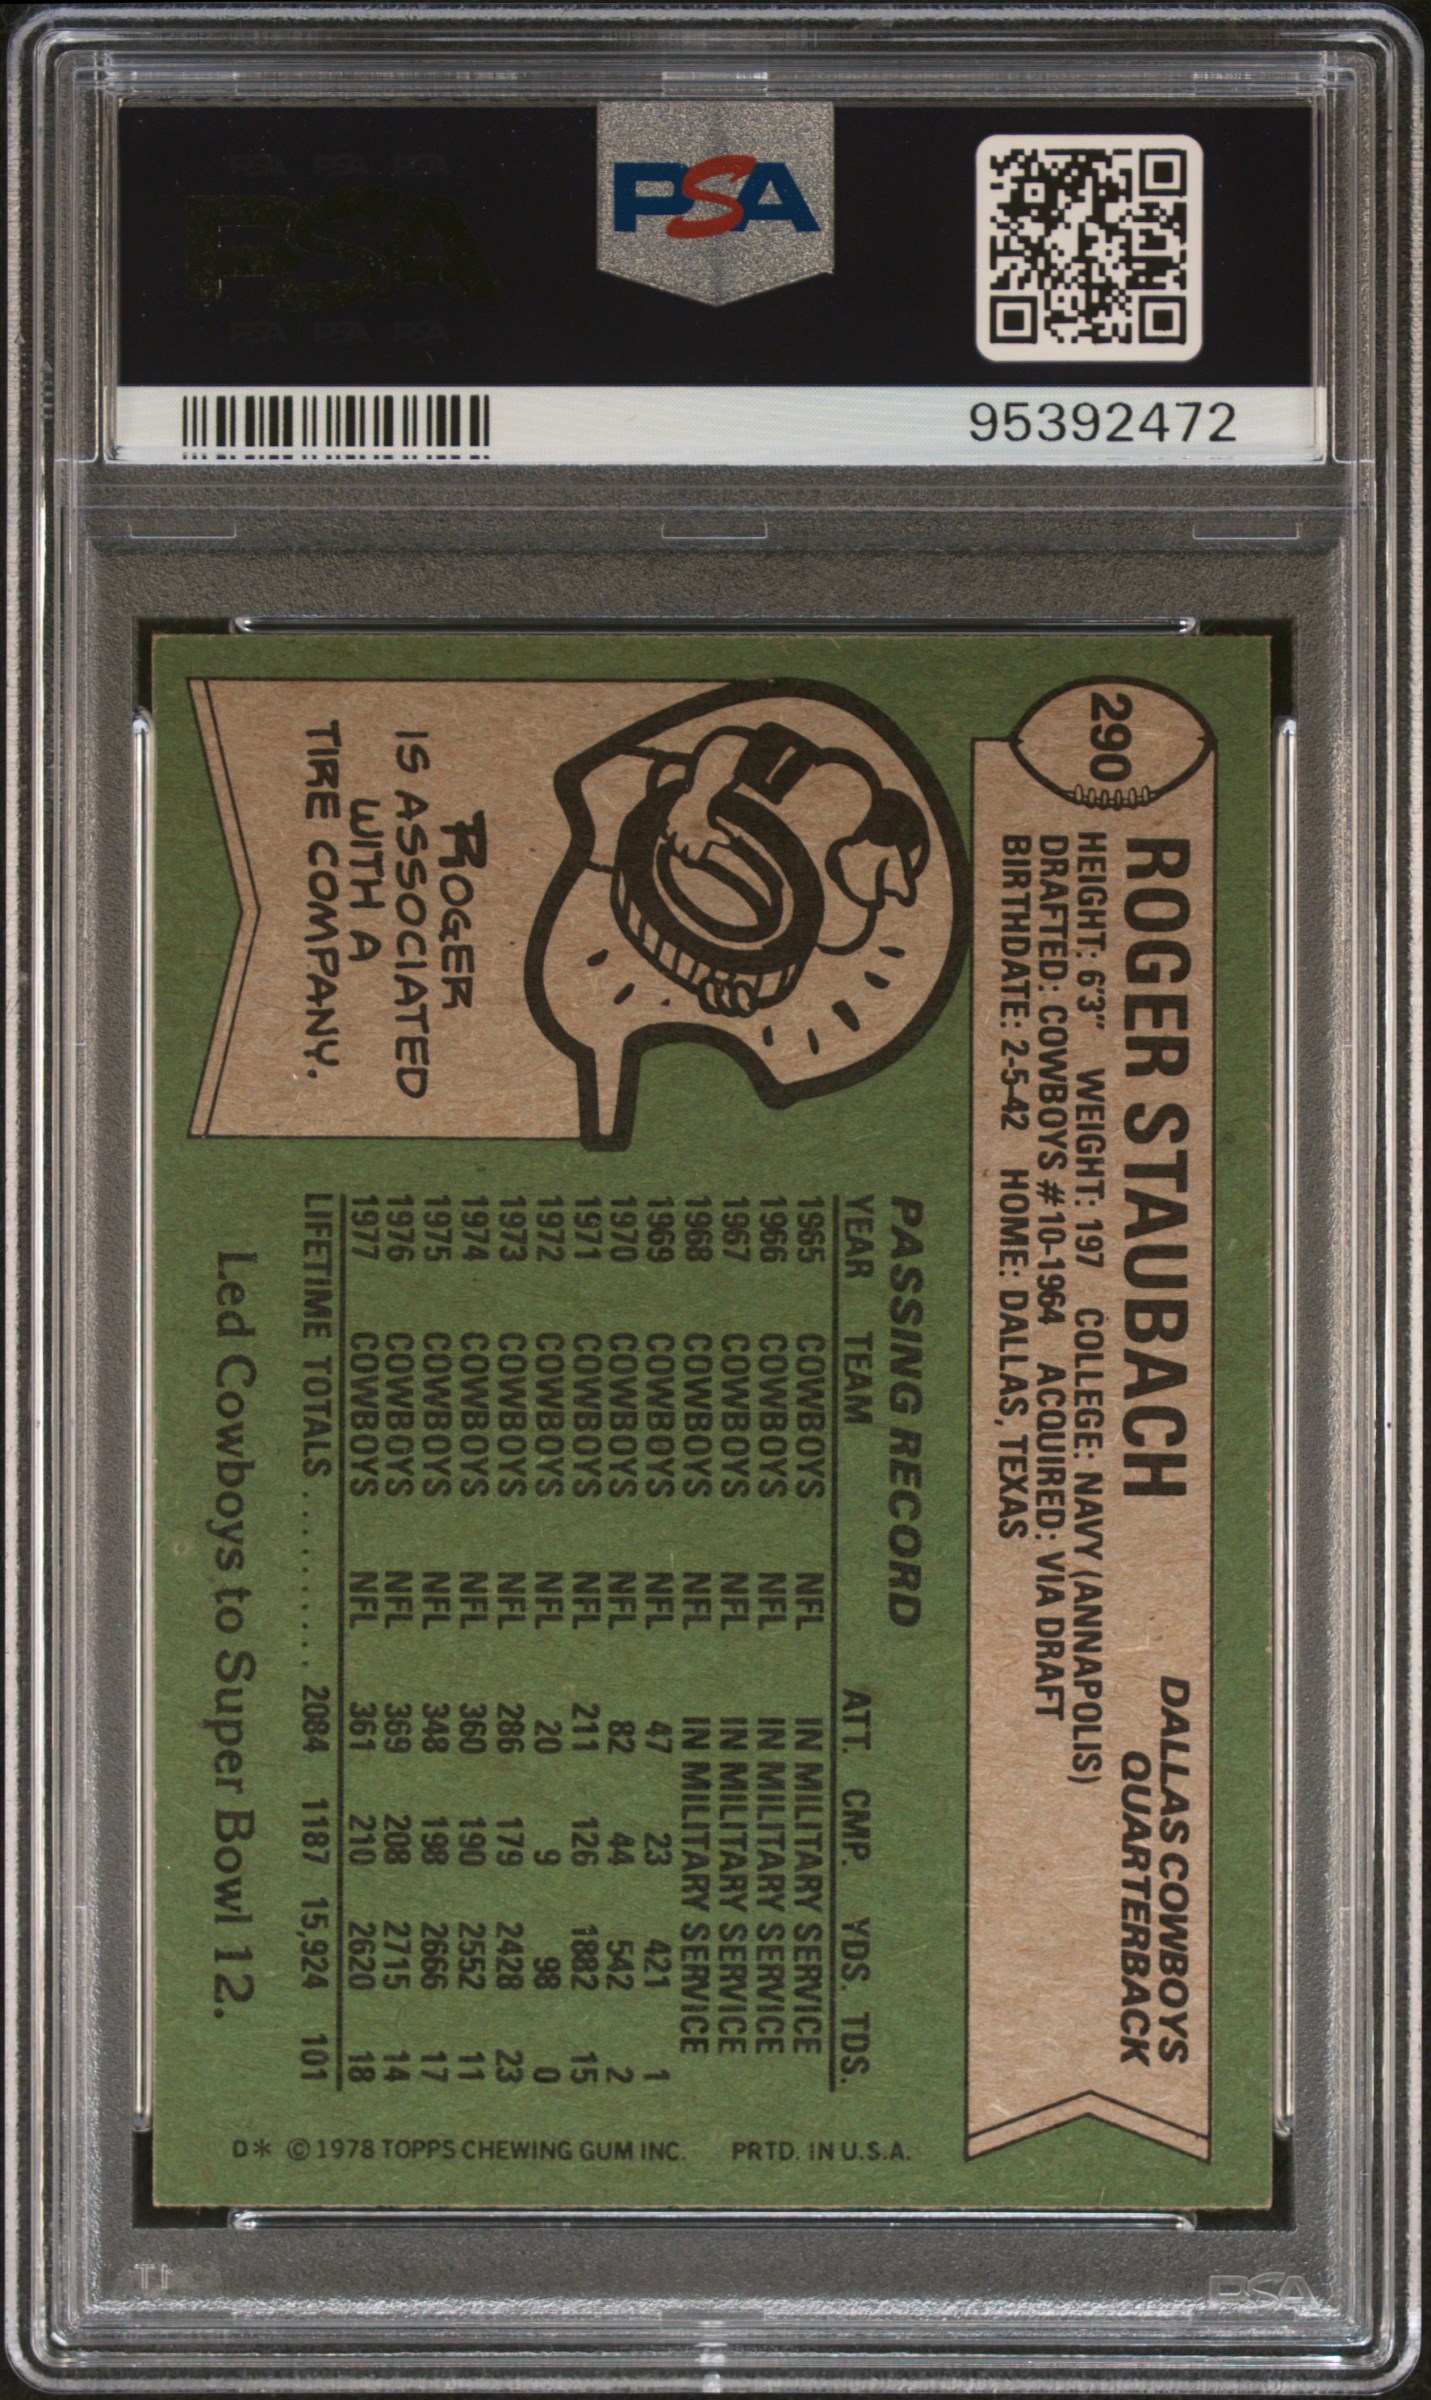 PSA
95392472
290
ROGER STAUBACH
DALLAS COWBOYS
QUARTERBACK
HEIGHT: 6'3" WEIGHT: 197 COLLEGE: NAVY (ANNAPOLIS)
DRAFTED: COWBOYS #10-1964 ACQUIRED: VIA DRAFT
BIRTHDATE: 2-5-42 HOME: DALLAS, TEXAS
ROGER
IS ASSOCIATED
WITH A
TIRE COMPANY.
PASSING RECORD
YEAR TEAM ATT. CMP. YDS. TDS.
1965 COWBOYS NFL IN MILITARY SERVICE
1966 COWBOYS NFL IN MILITARY SERVICE
1967 COWBOYS NFL IN MILITARY SERVICE
1968 COWBOYS NFL IN MILITARY SERVICE
1969 COWBOYS NFL 47 23 421 1
1970 COWBOYS NFL 82 44 542 2
1971 COWBOYS NFL 211 126 1882 15
1972 COWBOYS NFL 20 9 98 0
1973 COWBOYS NFL 286 179 2428 23
1974 COWBOYS NFL 360 190 2552 11
1975 COWBOYS NFL 348 198 2666 17
1976 COWBOYS NFL 369 208 2715 14
1977 COWBOYS NFL 361 210 2620 18
LIFETIME TOTALS ......... 2084 1187 15,924 101
Led Cowboys to Super Bowl 12.
D* © 1978 TOPPS CHEWING GUM INC. PRTD. IN U.S.A.
PSA